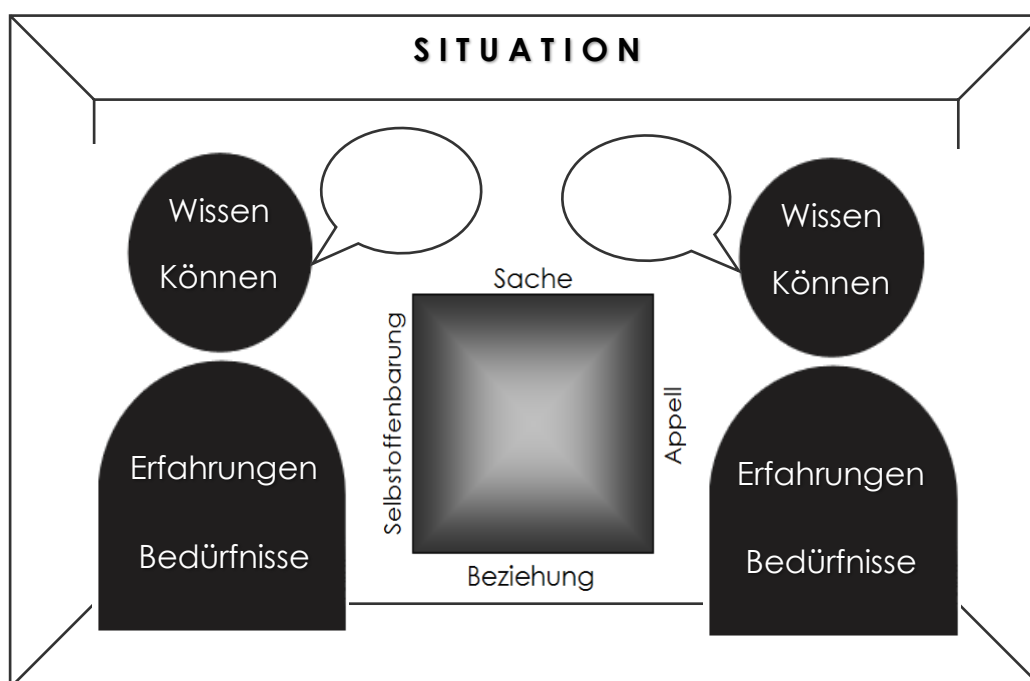 SITUATION
Wissen
Können
Erfahrungen
Bedürfnisse
Sache
Selbstoffenbarung
Appell
Beziehung
Wissen
Können
Erfahrungen
Bedürfnisse